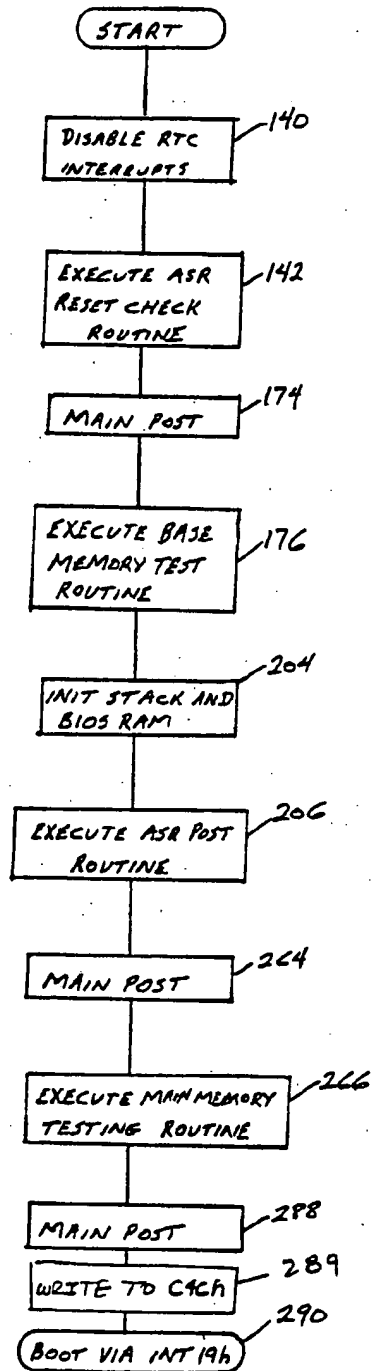 START
140
DISABLE RTC
INTERRUPTS
142
EXECUTE ASR
RESET CHECK
ROUTINE
174
MAIN POST
176
EXECUTE BASE
MEMORY TEST
ROUTINE
204
INIT STACK AND
BIOS RAM
206
EXECUTE ASR POST
ROUTINE
264
MAIN POST
266
EXECUTE MAIN MEMORY
TESTING ROUTINE
288
MAIN POST
289
WRITE TO C4Ch
290
BOOT VIA INT 19h